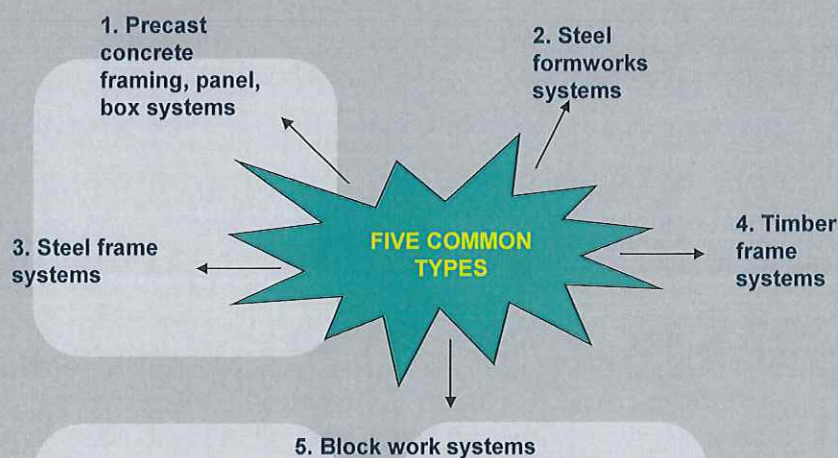 1. Precast
concrete
framing, panel,
box systems
2. Steel
formworks
systems
FIVE COMMON
TYPES
3. Steel frame
systems
4. Timber
frame
systems
5. Block work systems